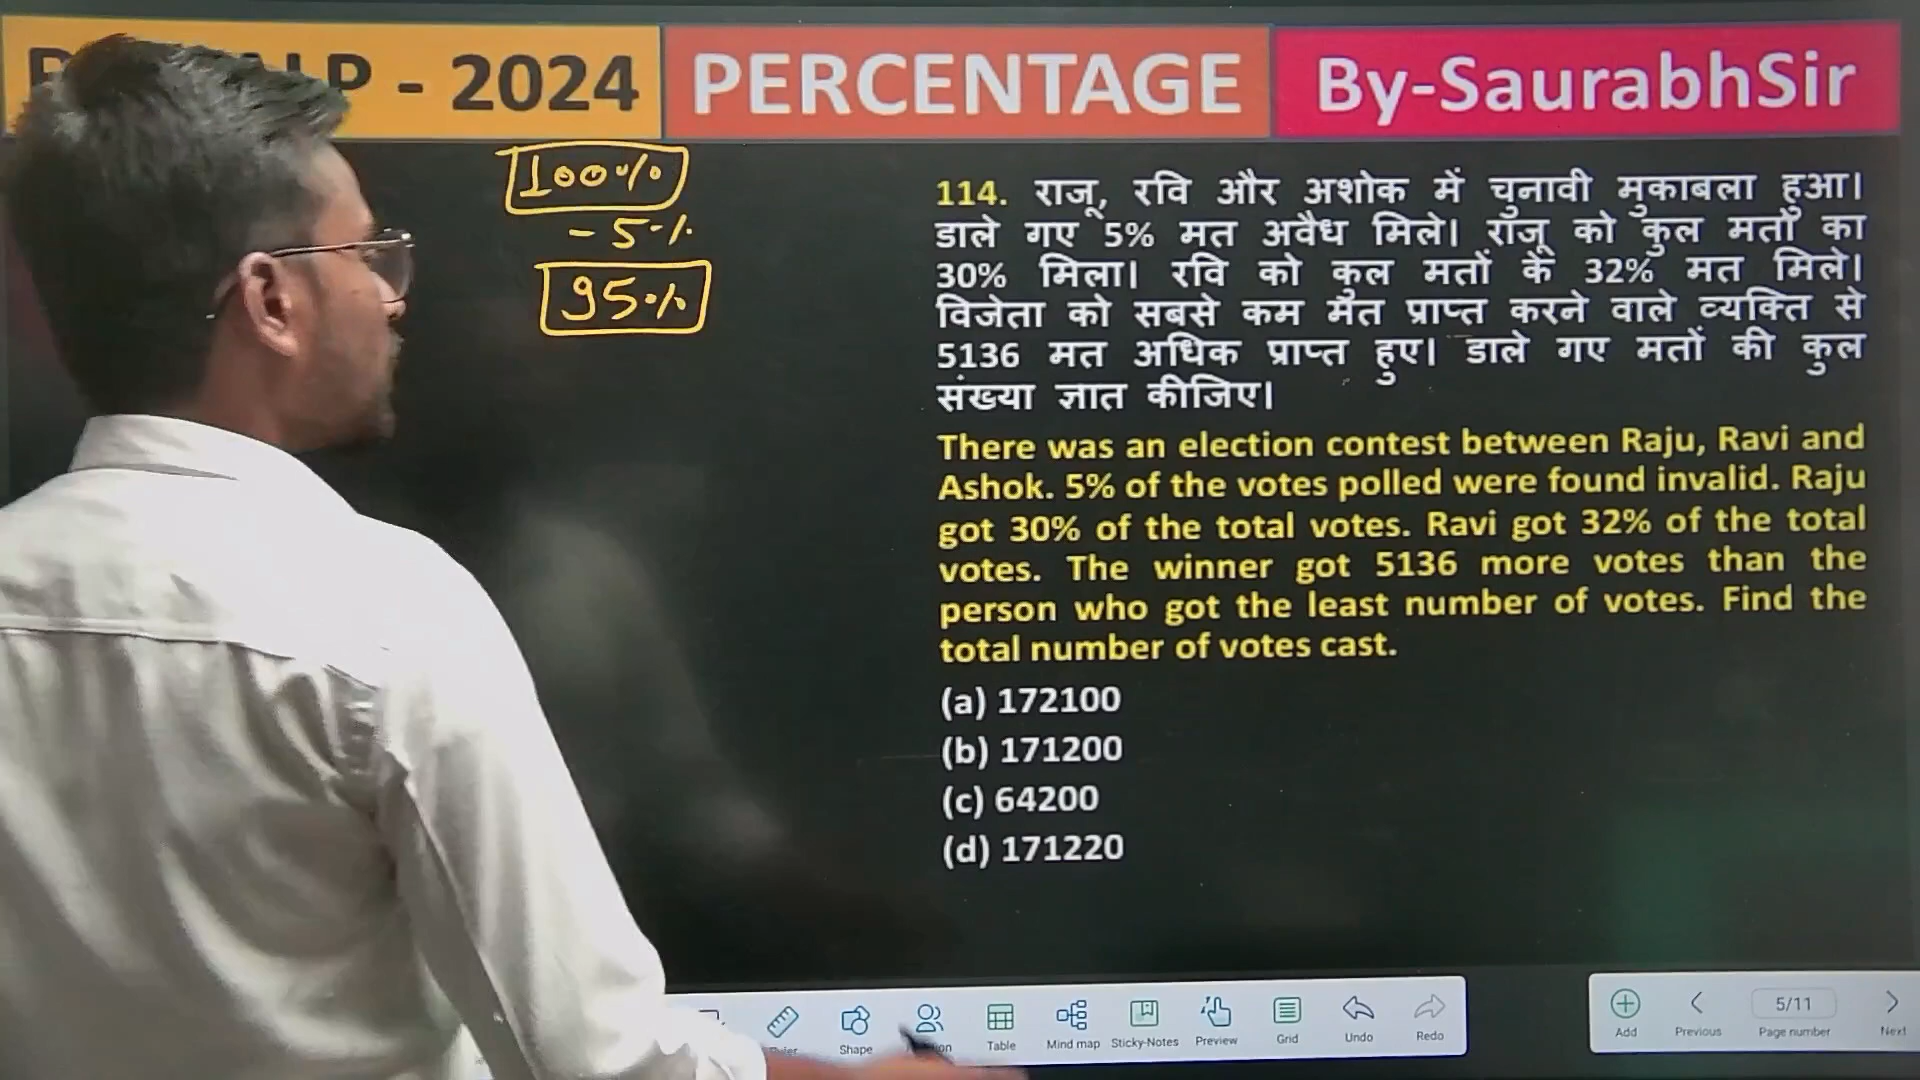 P - 2024
PERCENTAGE
By-SaurabhSir
100%
- 5%
95%
114. राजू, रवि और अशोक में चुनावी मुकाबला हुआ।
डाले गए 5% मत अवैध मिले। राजू को कुल मतों का
30% मिला। रवि को कुल मतों के 32% मत मिले।
विजेता को सबसे कम मत प्राप्त करने वाले व्यक्ति से
5136 मत अधिक प्राप्त हुए। डाले गए मतों की कुल
संख्या ज्ञात कीजिए।
There was an election contest between Raju, Ravi and
Ashok. 5% of the votes polled were found invalid. Raju
got 30% of the total votes. Ravi got 32% of the total
votes. The winner got 5136 more votes than the
person who got the least number of votes. Find the
total number of votes cast.
(a) 172100
(b) 171200
(c) 64200
(d) 171220
Shape
Table
Mind map
Sticky-Notes
Preview
Grid
Undo
Redo
Add
Previous
5/11
Page number
Next